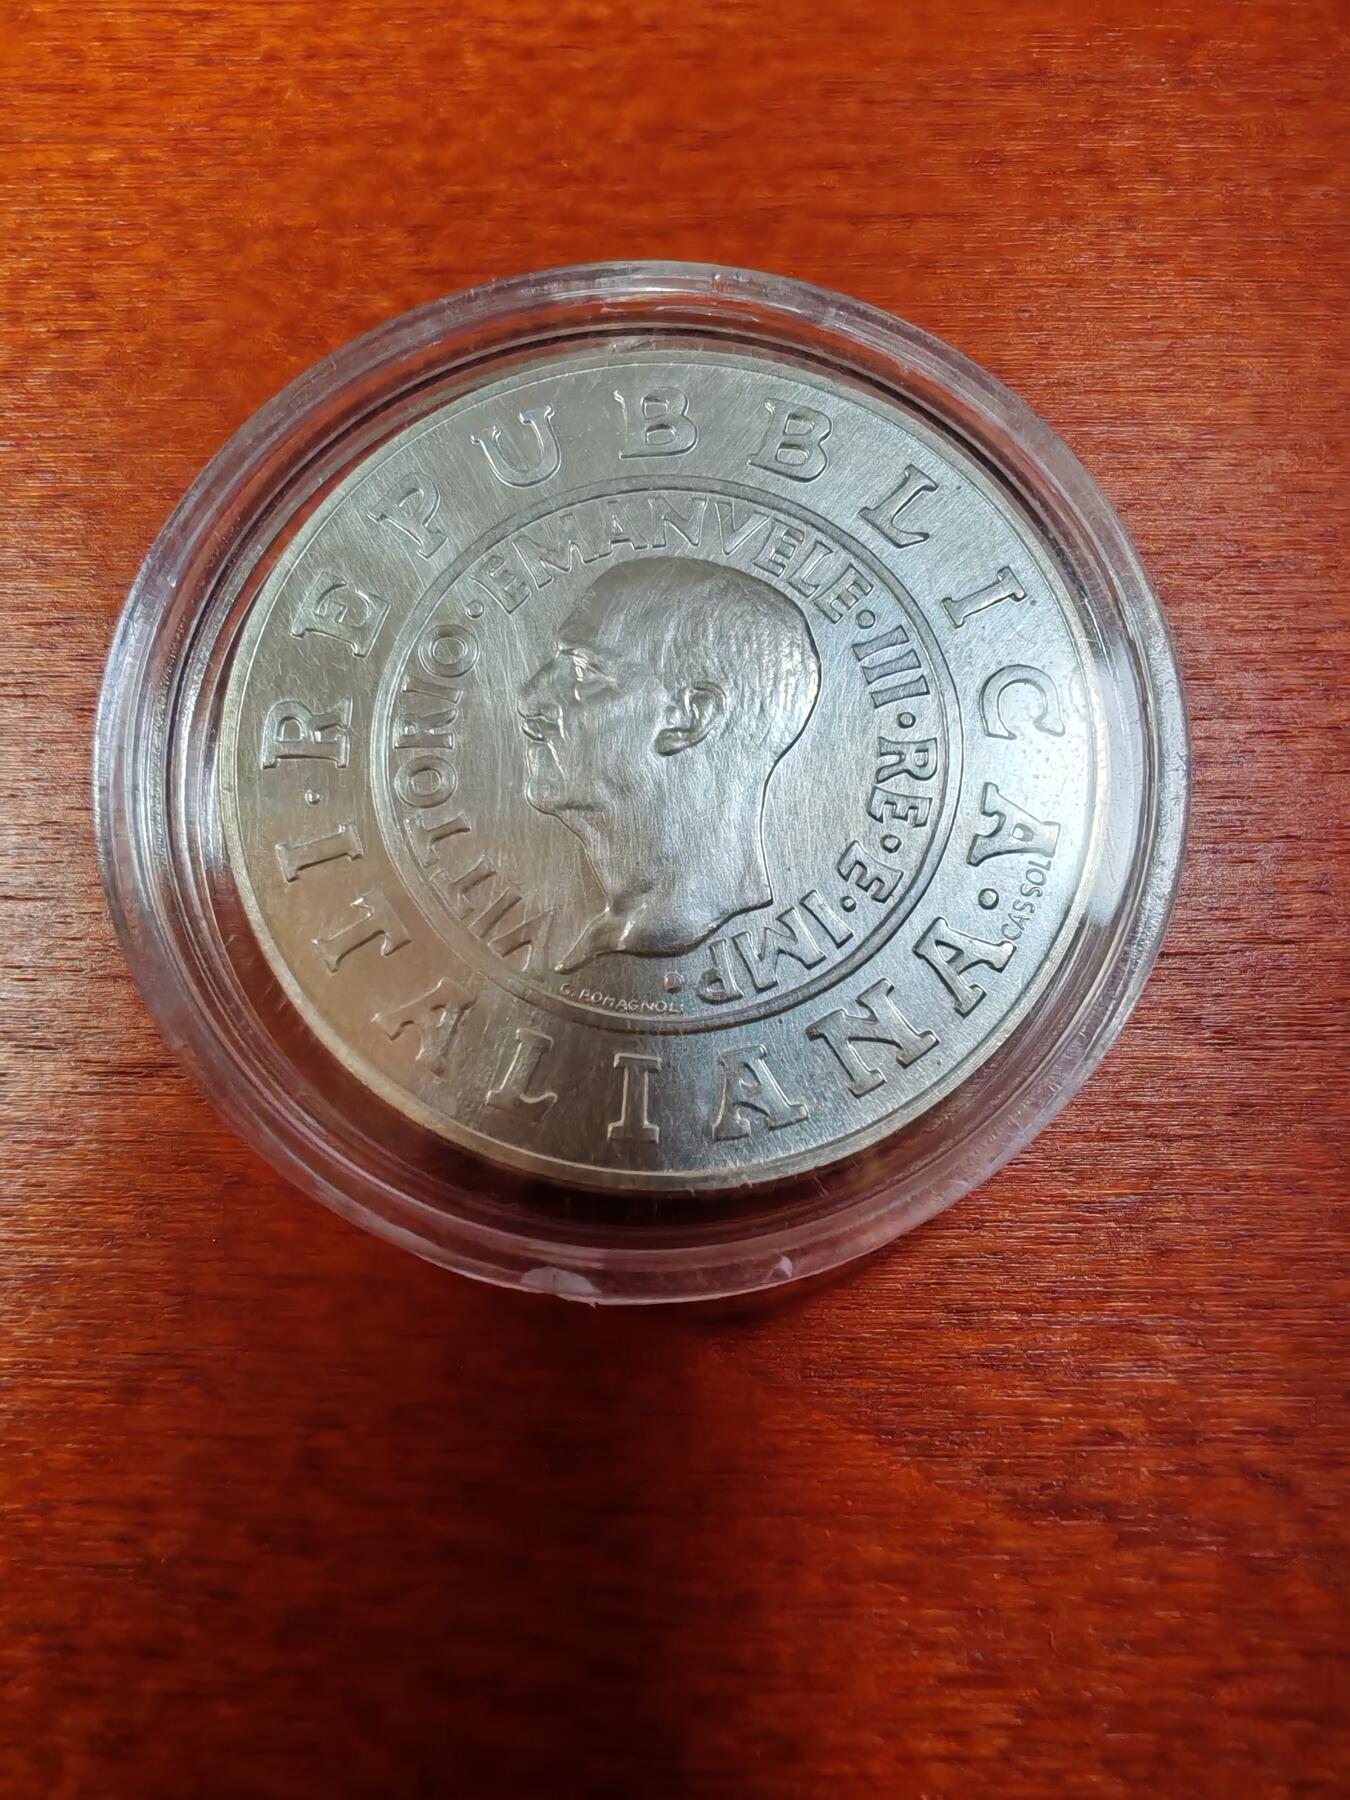 REPUBBLICA·ITALIANA·
VITTORIO·EMANVELE·III·RE·E·IMP·
G. ROMAGNOLI
CASSOL